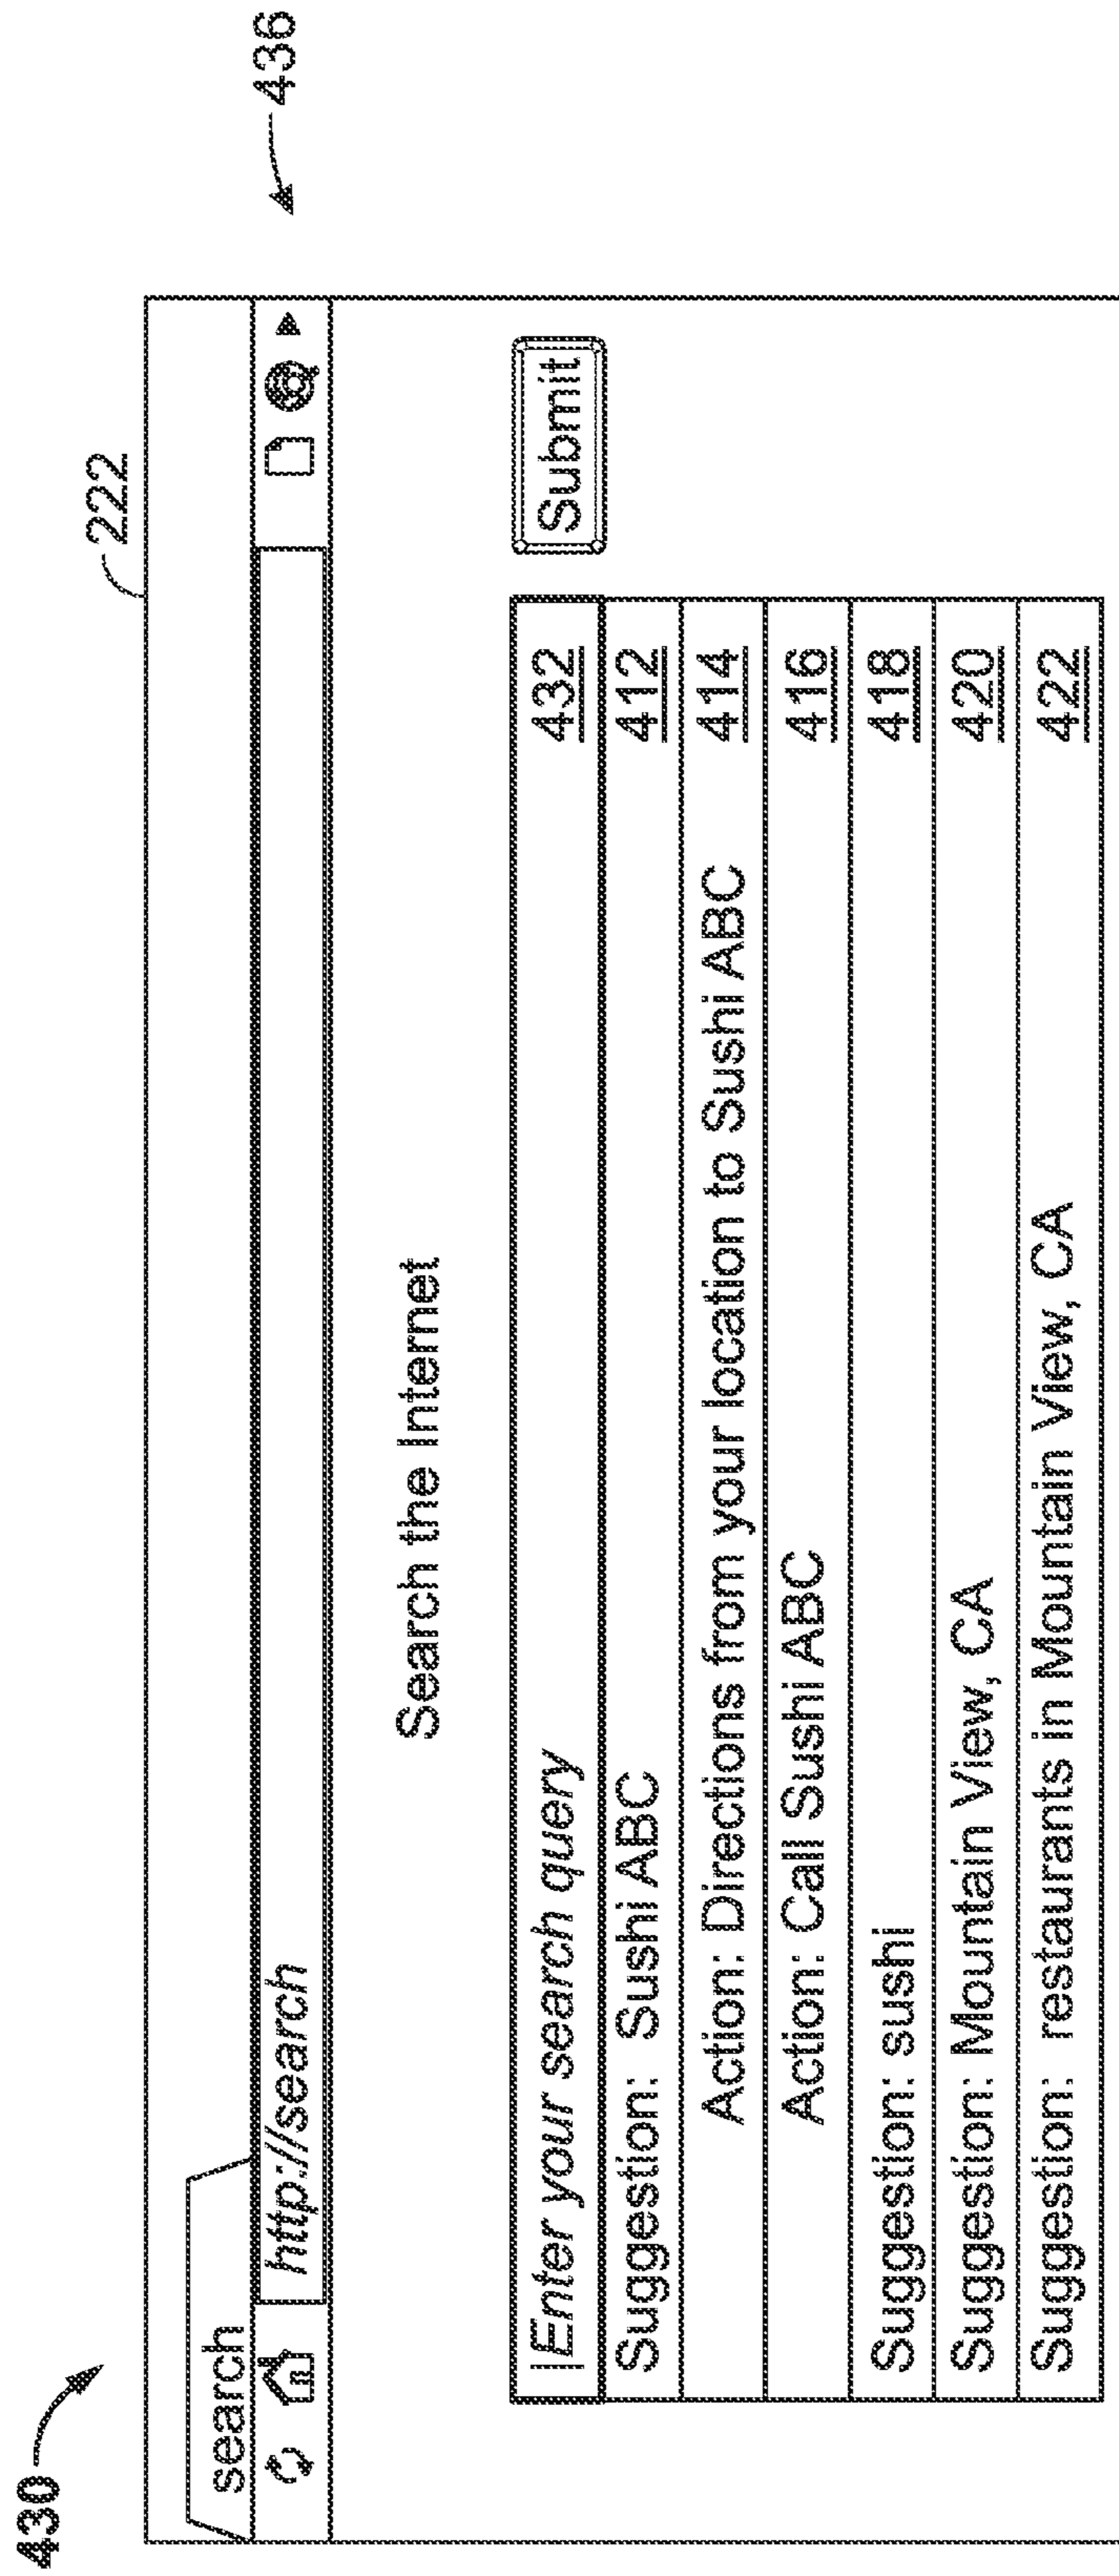 430
222
436
search
http://search
Search the Internet
Enter your search query 432
Submit
Suggestion: Sushi ABC 412
Action: Directions from your location to Sushi ABC 414
Action: Call Sushi ABC 416
Suggestion: sushi 418
Suggestion: Mountain View, CA 420
Suggestion: restaurants in Mountain View, CA 422